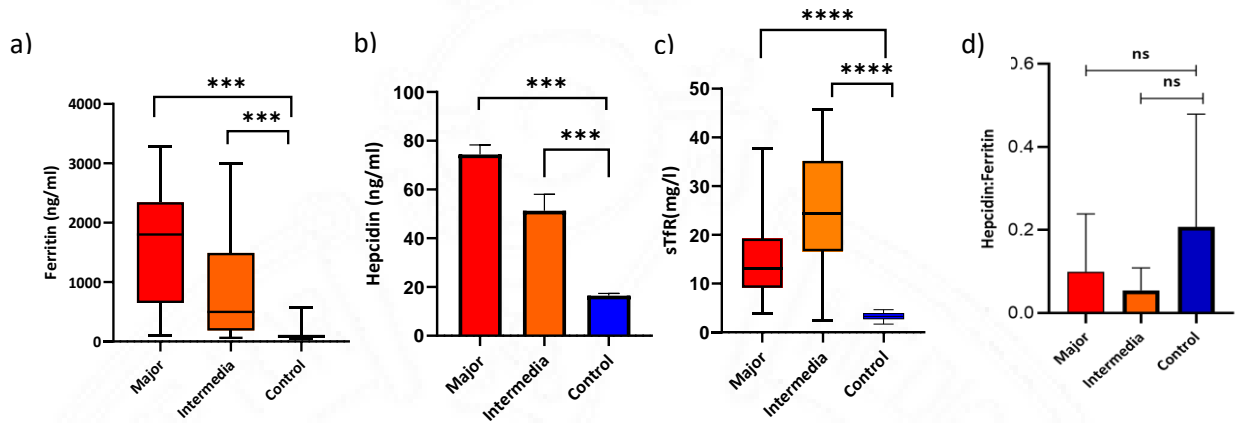 a)
***
***
Ferritin (ng/ml)
4000
3000
2000
1000
0
Major
Intermedia
Control
b)
***
***
Hepcidin (ng/ml)
100
80
60
40
20
0
Major
Intermedia
Control
c)
****
****
sTfR(mg/l)
50
40
30
20
10
0
Major
Intermedia
Control
d)
ns
ns
Hepcidin:Ferritin
0.6
0.4
0.2
0.0
Major
Intermedia
Control